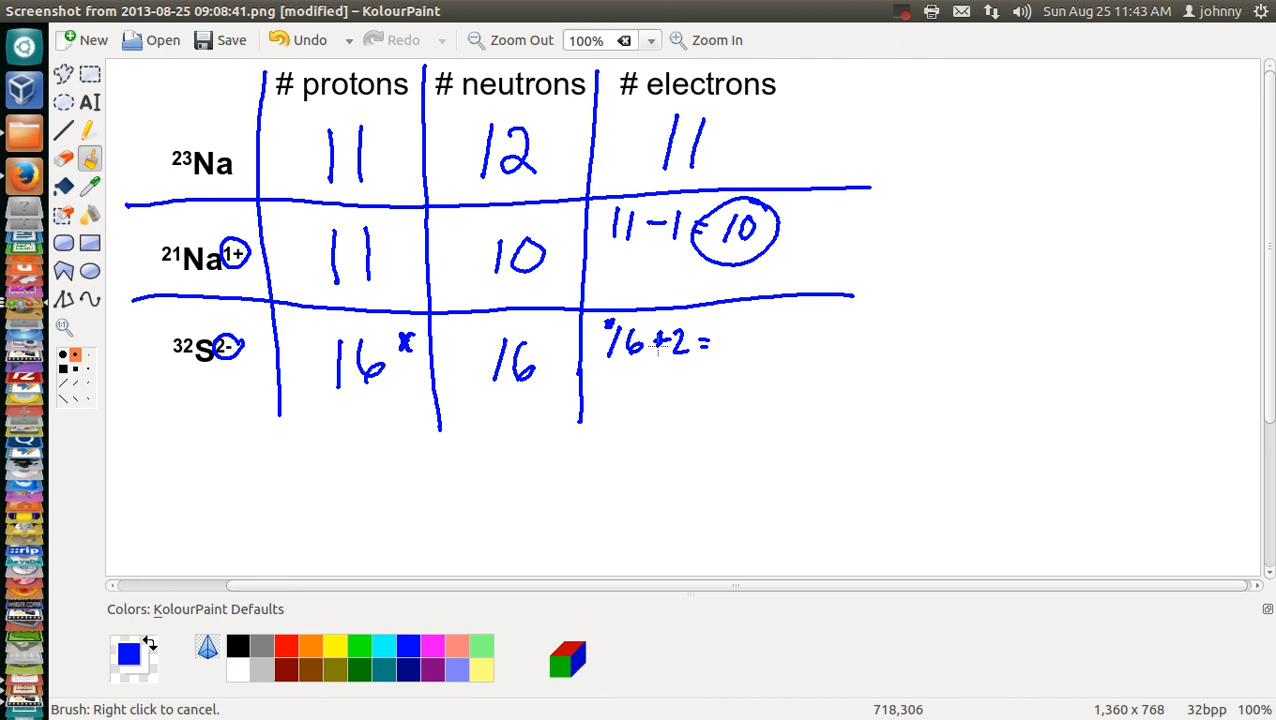 Screenshot from 2013-08-25 09:08:41.png [modified] – KolourPaint
Sun Aug 25 11:43 AM johnny
New Open Save Undo Redo Zoom Out 100% Zoom In
# protons # neutrons # electrons
²³Na 11 12 11
²¹Na¹⁺ 11 10 11 - 1 = 10
³²S²⁻ 16* 16 *16 + 2 =
Colors: KolourPaint Defaults
Brush: Right click to cancel. 718,306 1,360 x 768 32bpp 100%